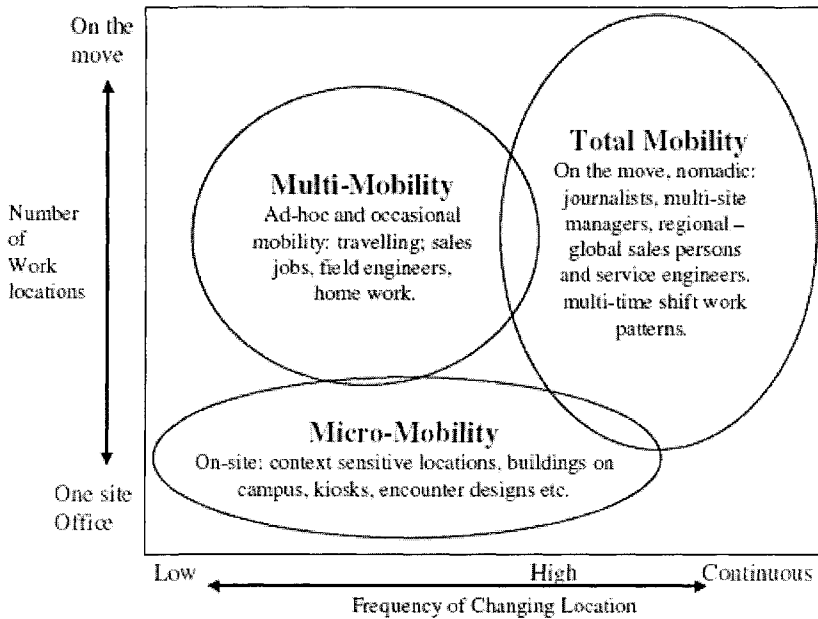 On the
move
Number
of
Work
locations
One site
Office
Multi-Mobility
Ad-hoc and occasional
mobility: travelling; sales
jobs, field engineers,
home work.
Total Mobility
On the move, nomadic:
journalists, multi-site
managers, regional –
global sales persons
and service engineers.
multi-time shift work
patterns.
Micro-Mobility
On-site: context sensitive locations, buildings on
campus, kiosks, encounter designs etc.
Low High Continuous
Frequency of Changing Location